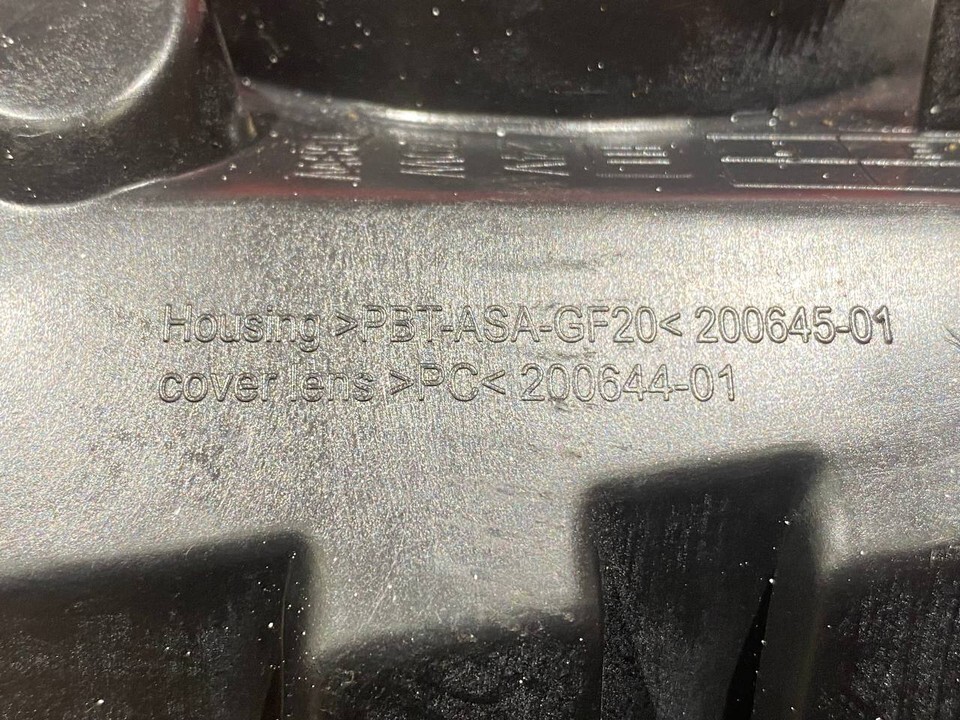 Housing >PBT-ASA-GF20< 200645-01
cover lens >PC< 200644-01